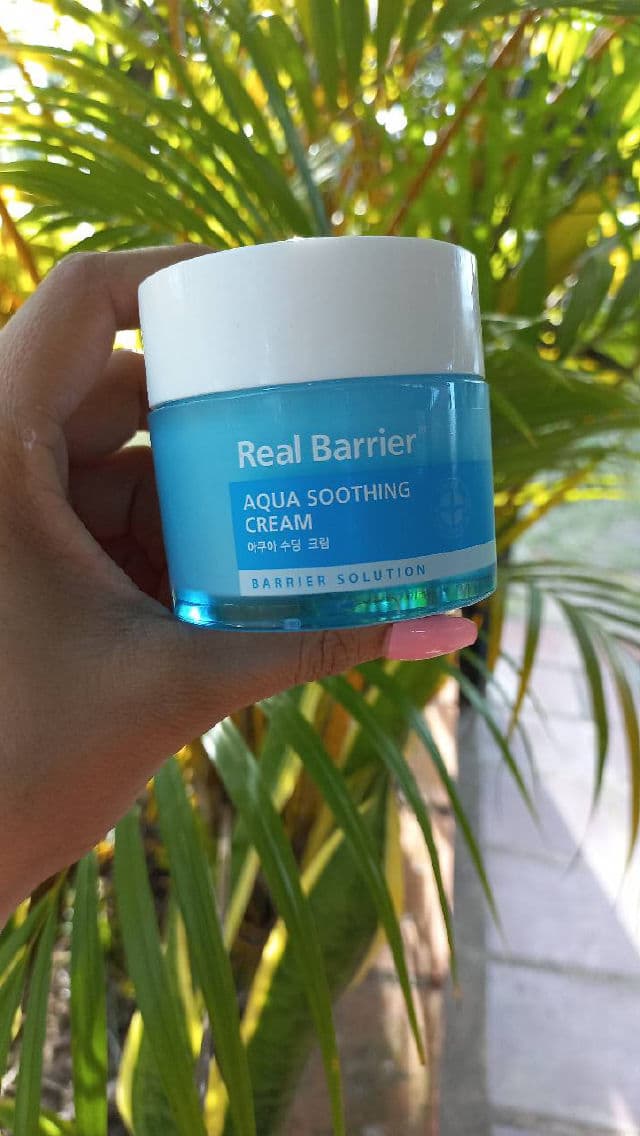 Real Barrier
AQUA SOOTHING
CREAM
아쿠아 수딩 크림
BARRIER SOLUTION